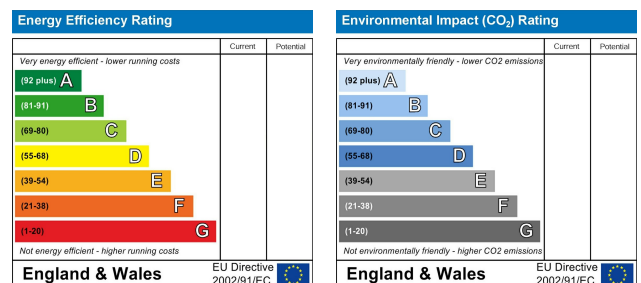 Energy Efficiency Rating
Current Potential
Very energy efficient - lower running costs
(92 plus) A
(81-91) B
(69-80) C
(55-68) D
(39-54) E
(21-38) F
(1-20) G
Not energy efficient - higher running costs
England & Wales
EU Directive
2002/91/EC
Environmental Impact (CO₂) Rating
Current Potential
Very environmentally friendly - lower CO2 emissions
(92 plus) A
(81-91) B
(69-80) C
(55-68) D
(39-54) E
(21-38) F
(1-20) G
Not environmentally friendly - higher CO2 emissions
England & Wales
EU Directive
2002/91/EC